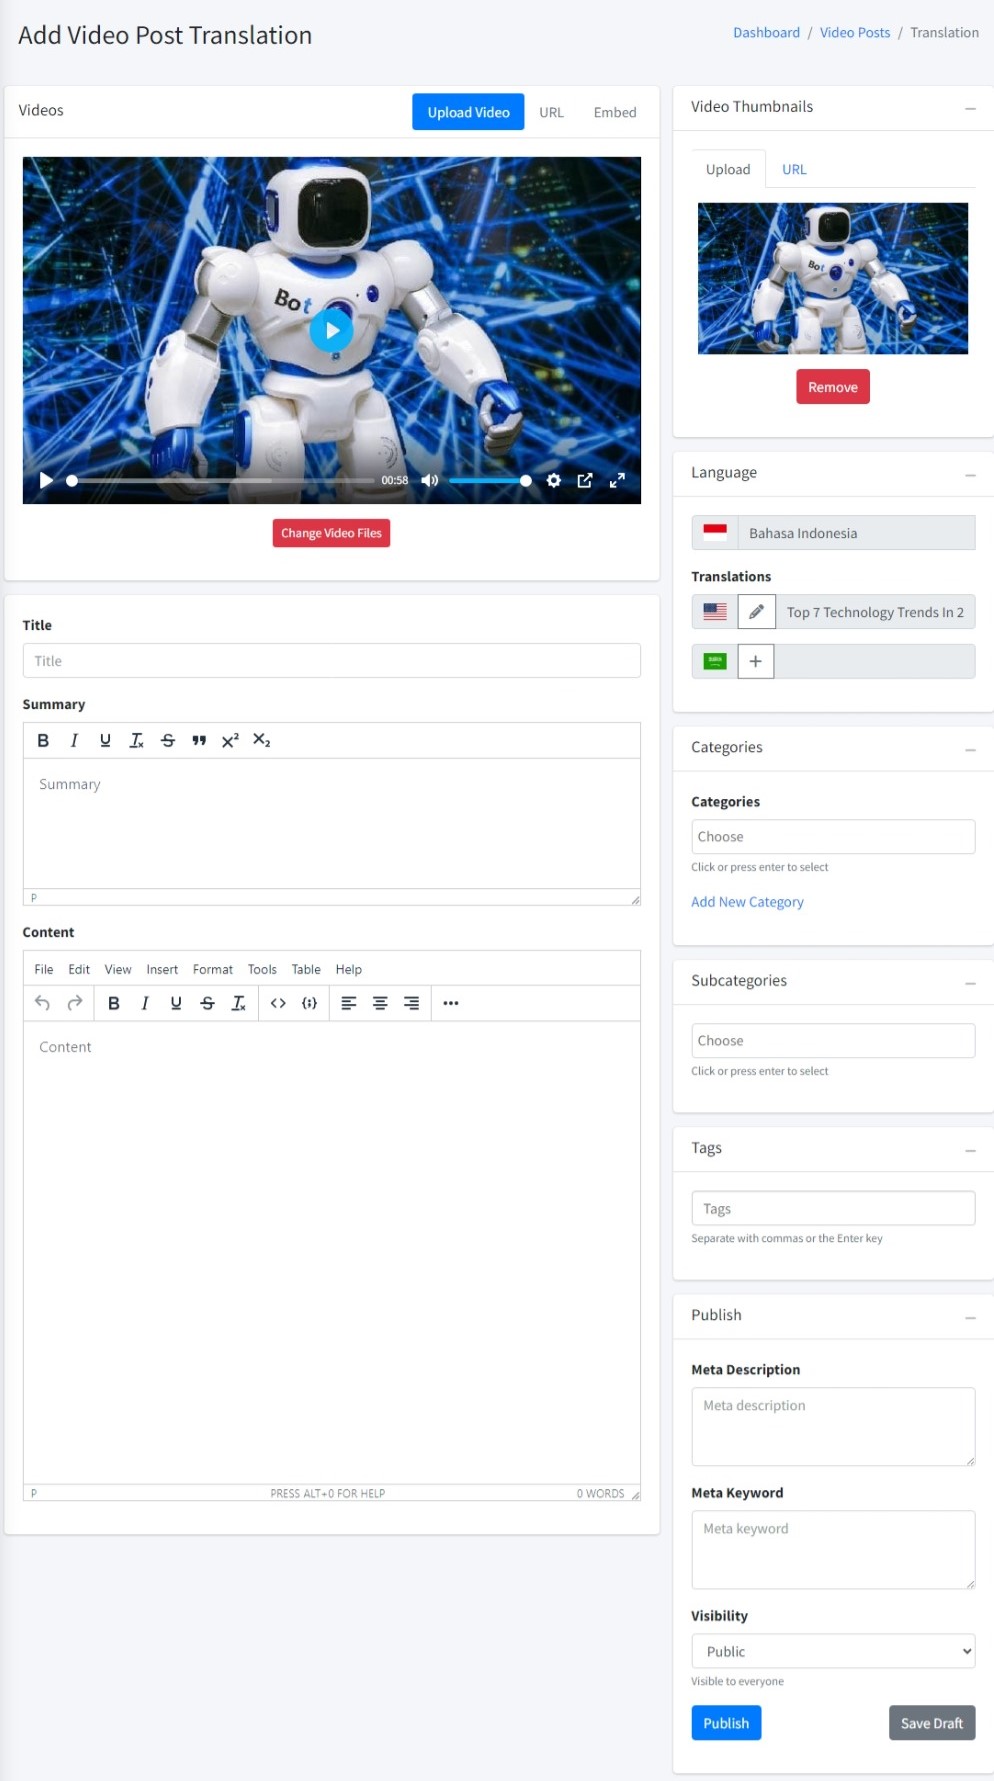 Add Video Post Translation
Dashboard / Video Posts / Translation
Videos
Upload Video
URL
Embed
Bot
00:58
Change Video Files
Title
Title
Summary
B I U Tx S X² X₂
Summary
P
Content
File Edit View Insert Format Tools Table Help
B I U S Tx
Content
P
PRESS ALT+0 FOR HELP
0 WORDS
Video Thumbnails
Upload
URL
Bot
Remove
Language
Bahasa Indonesia
Translations
Top 7 Technology Trends In 2
Categories
Categories
Choose
Click or press enter to select
Add New Category
Subcategories
Choose
Click or press enter to select
Tags
Tags
Separate with commas or the Enter key
Publish
Meta Description
Meta description
Meta Keyword
Meta keyword
Visibility
Public
Visible to everyone
Publish
Save Draft